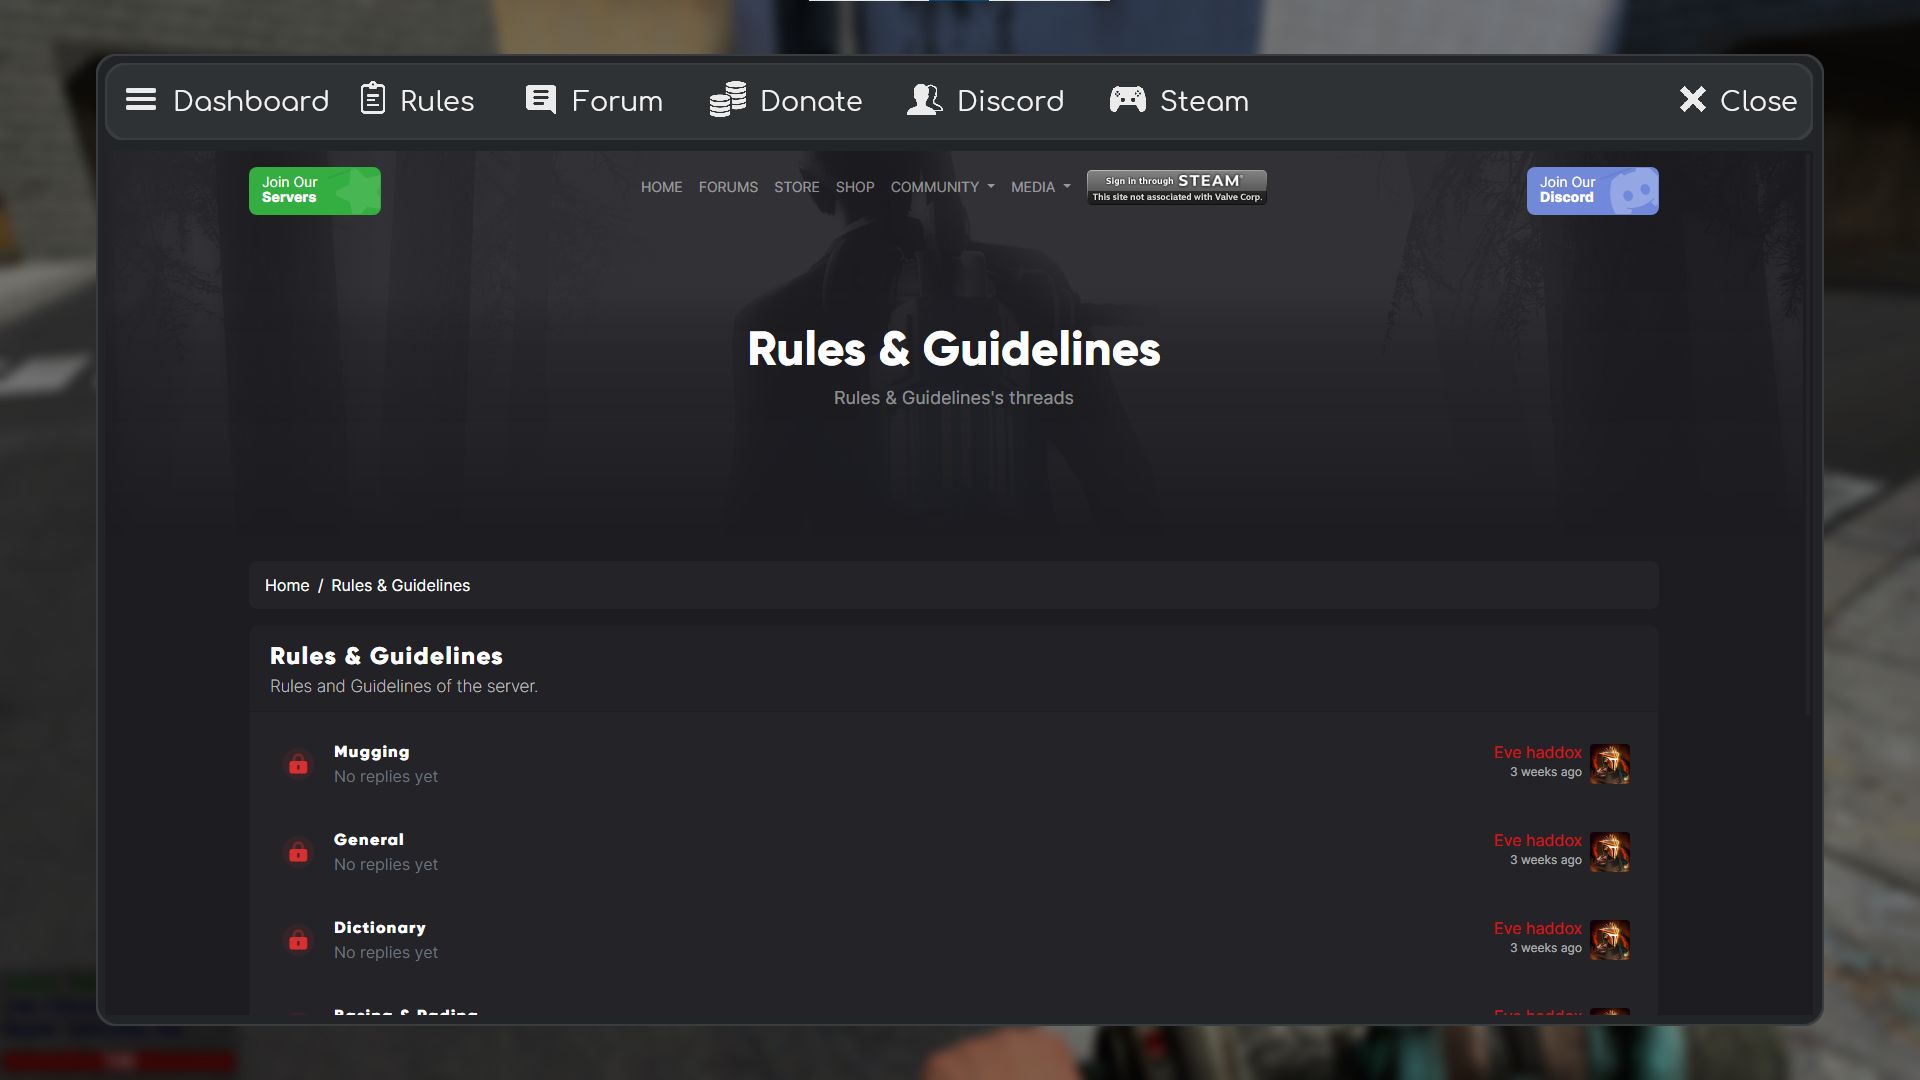 Dashboard
Rules
Forum
Donate
Discord
Steam
Close
Join Our
Servers
HOME
FORUMS
STORE
SHOP
COMMUNITY
MEDIA
Sign in through STEAM®
This site not associated with Valve Corp.
Join Our
Discord
Rules & Guidelines
Rules & Guidelines's threads
Home / Rules & Guidelines
Rules & Guidelines
Rules and Guidelines of the server.
Mugging
No replies yet
Eve haddox
3 weeks ago
General
No replies yet
Eve haddox
3 weeks ago
Dictionary
No replies yet
Eve haddox
3 weeks ago
Eve haddox